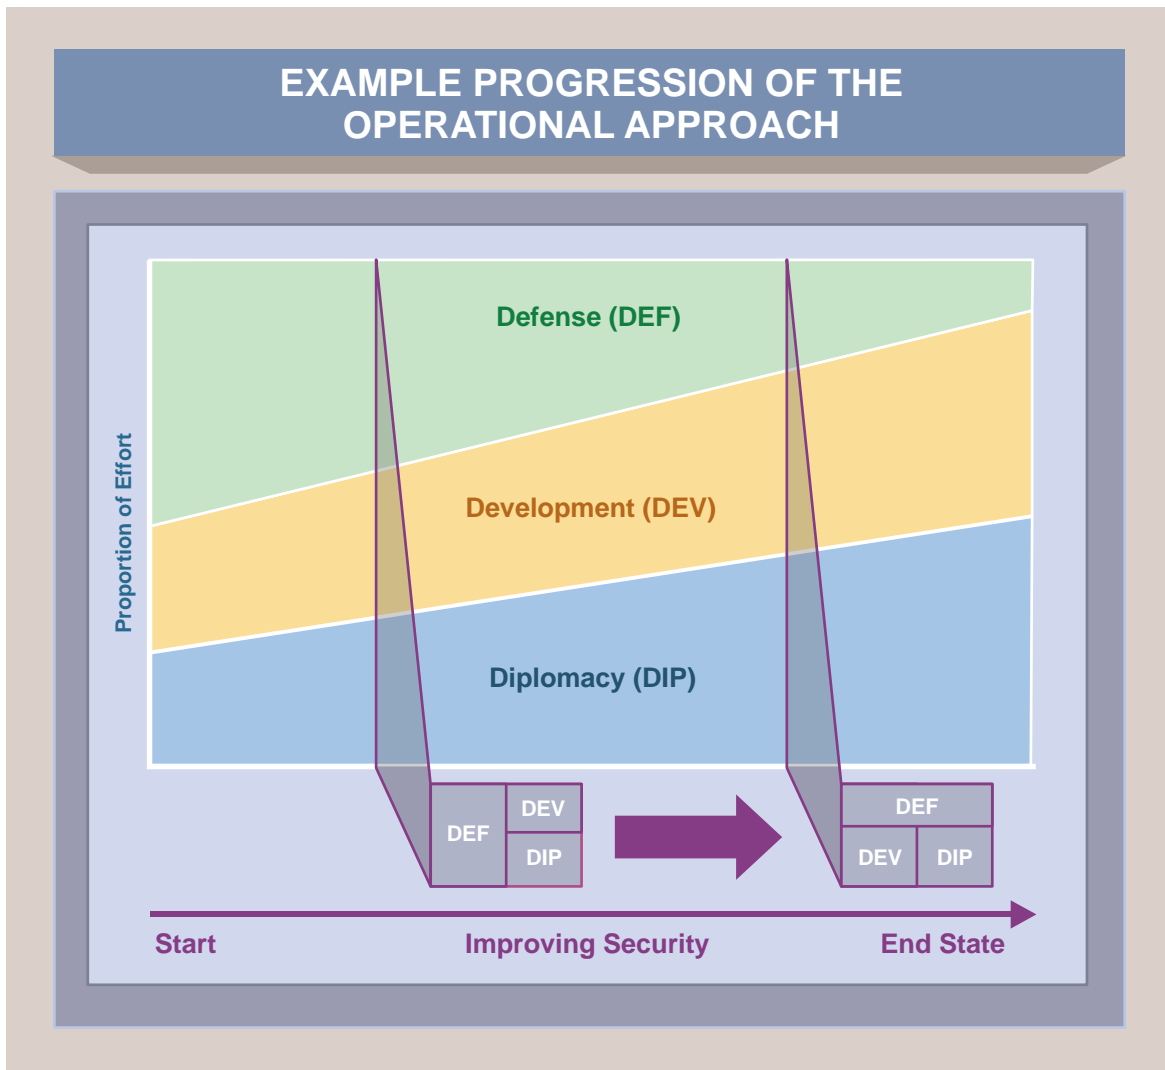 EXAMPLE PROGRESSION OF THE
OPERATIONAL APPROACH
Proportion of Effort
Defense (DEF)
Development (DEV)
Diplomacy (DIP)
DEF
DEV
DIP
DEF
DEV
DIP
Start
Improving Security
End State